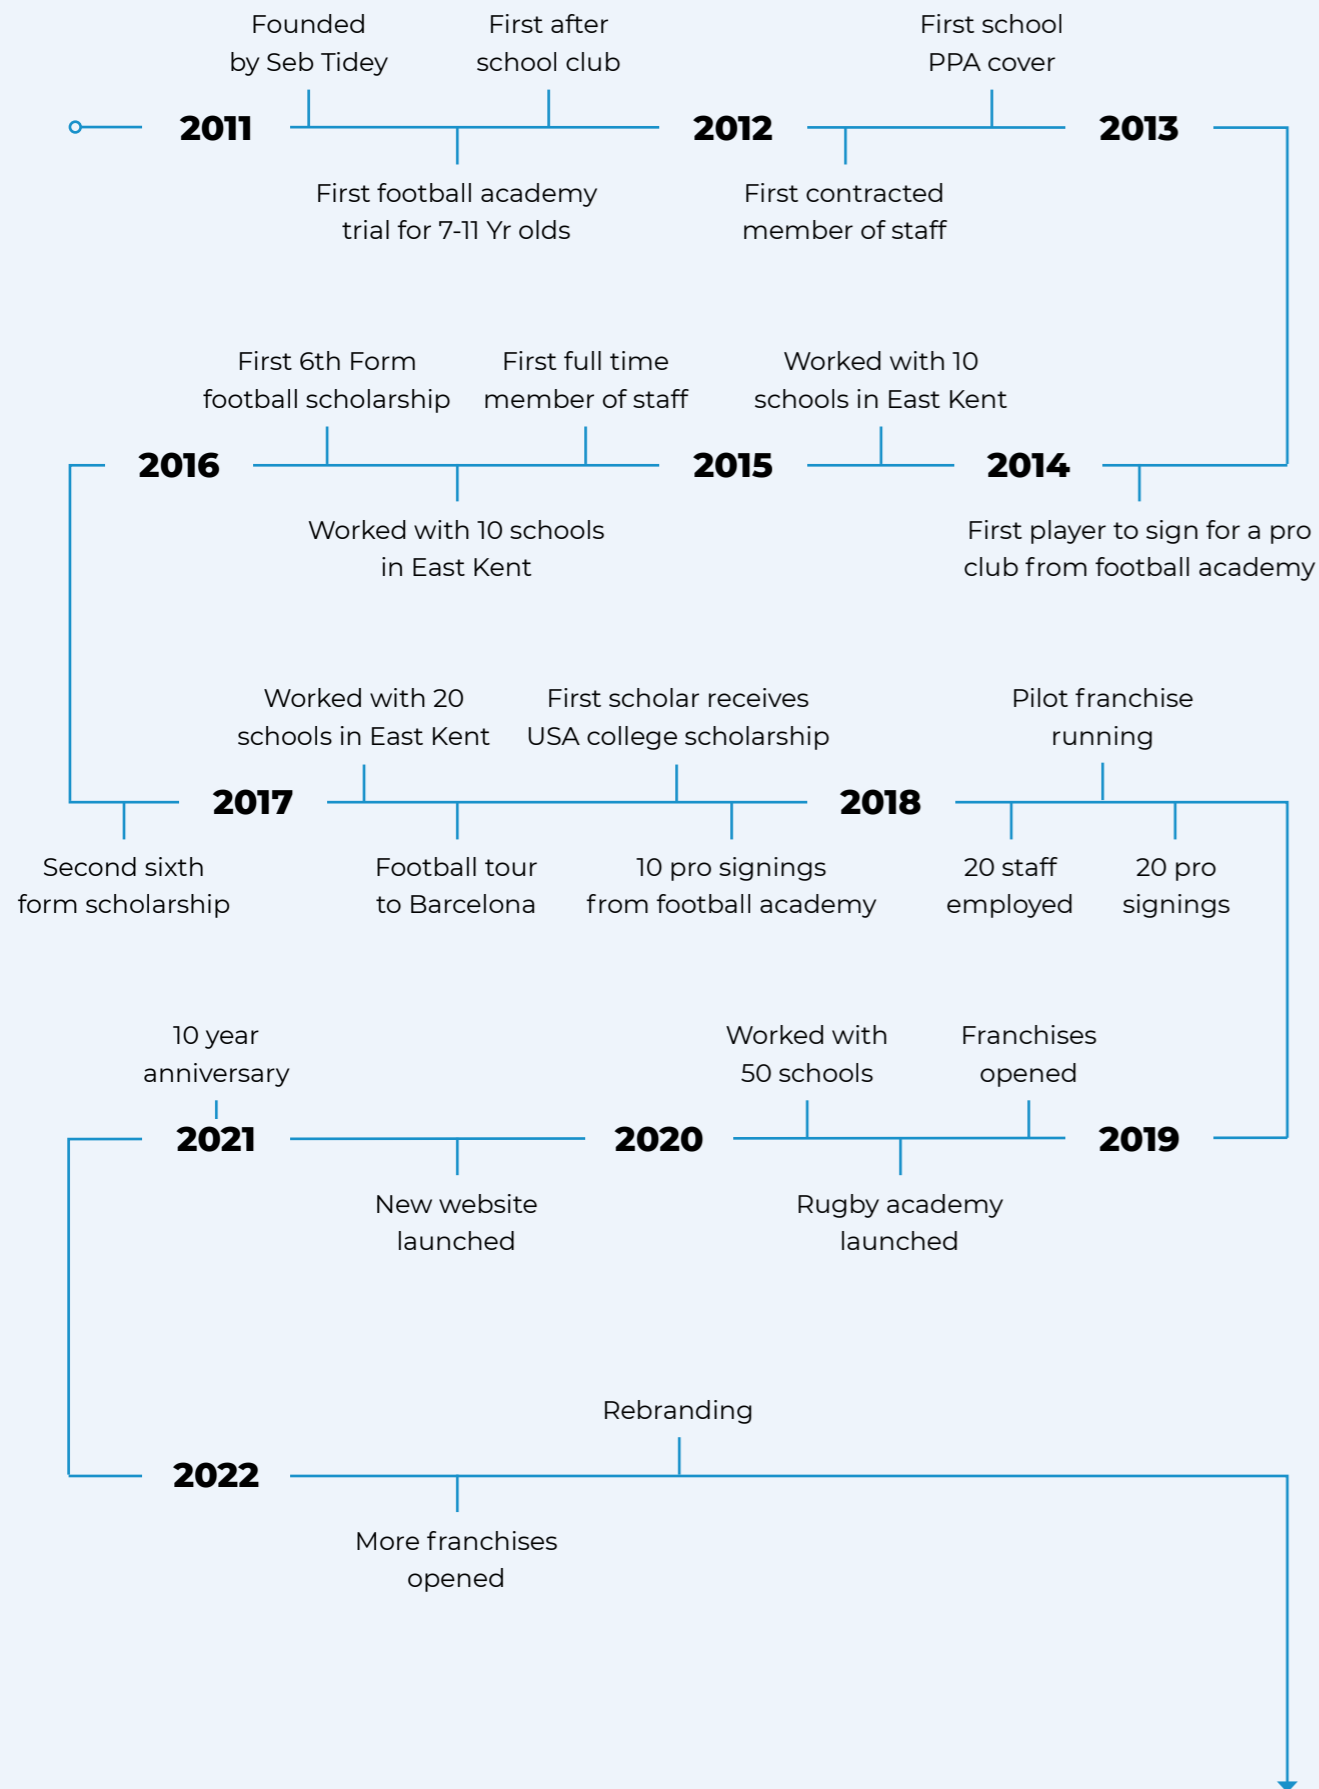 Founded
by Seb Tidey
First after
school club
First school
PPA cover
2011
2012
2013
First football academy
trial for 7-11 Yr olds
First contracted
member of staff
First 6th Form
football scholarship
First full time
member of staff
Worked with 10
schools in East Kent
2016
2015
2014
Worked with 10 schools
in East Kent
First player to sign for a pro
club from football academy
Worked with 20
schools in East Kent
First scholar receives
USA college scholarship
Pilot franchise
running
2017
2018
Second sixth
form scholarship
Football tour
to Barcelona
10 pro signings
from football academy
20 staff
employed
20 pro
signings
10 year
anniversary
Worked with
50 schools
Franchises
opened
2021
2020
2019
New website
launched
Rugby academy
launched
Rebranding
2022
More franchises
opened